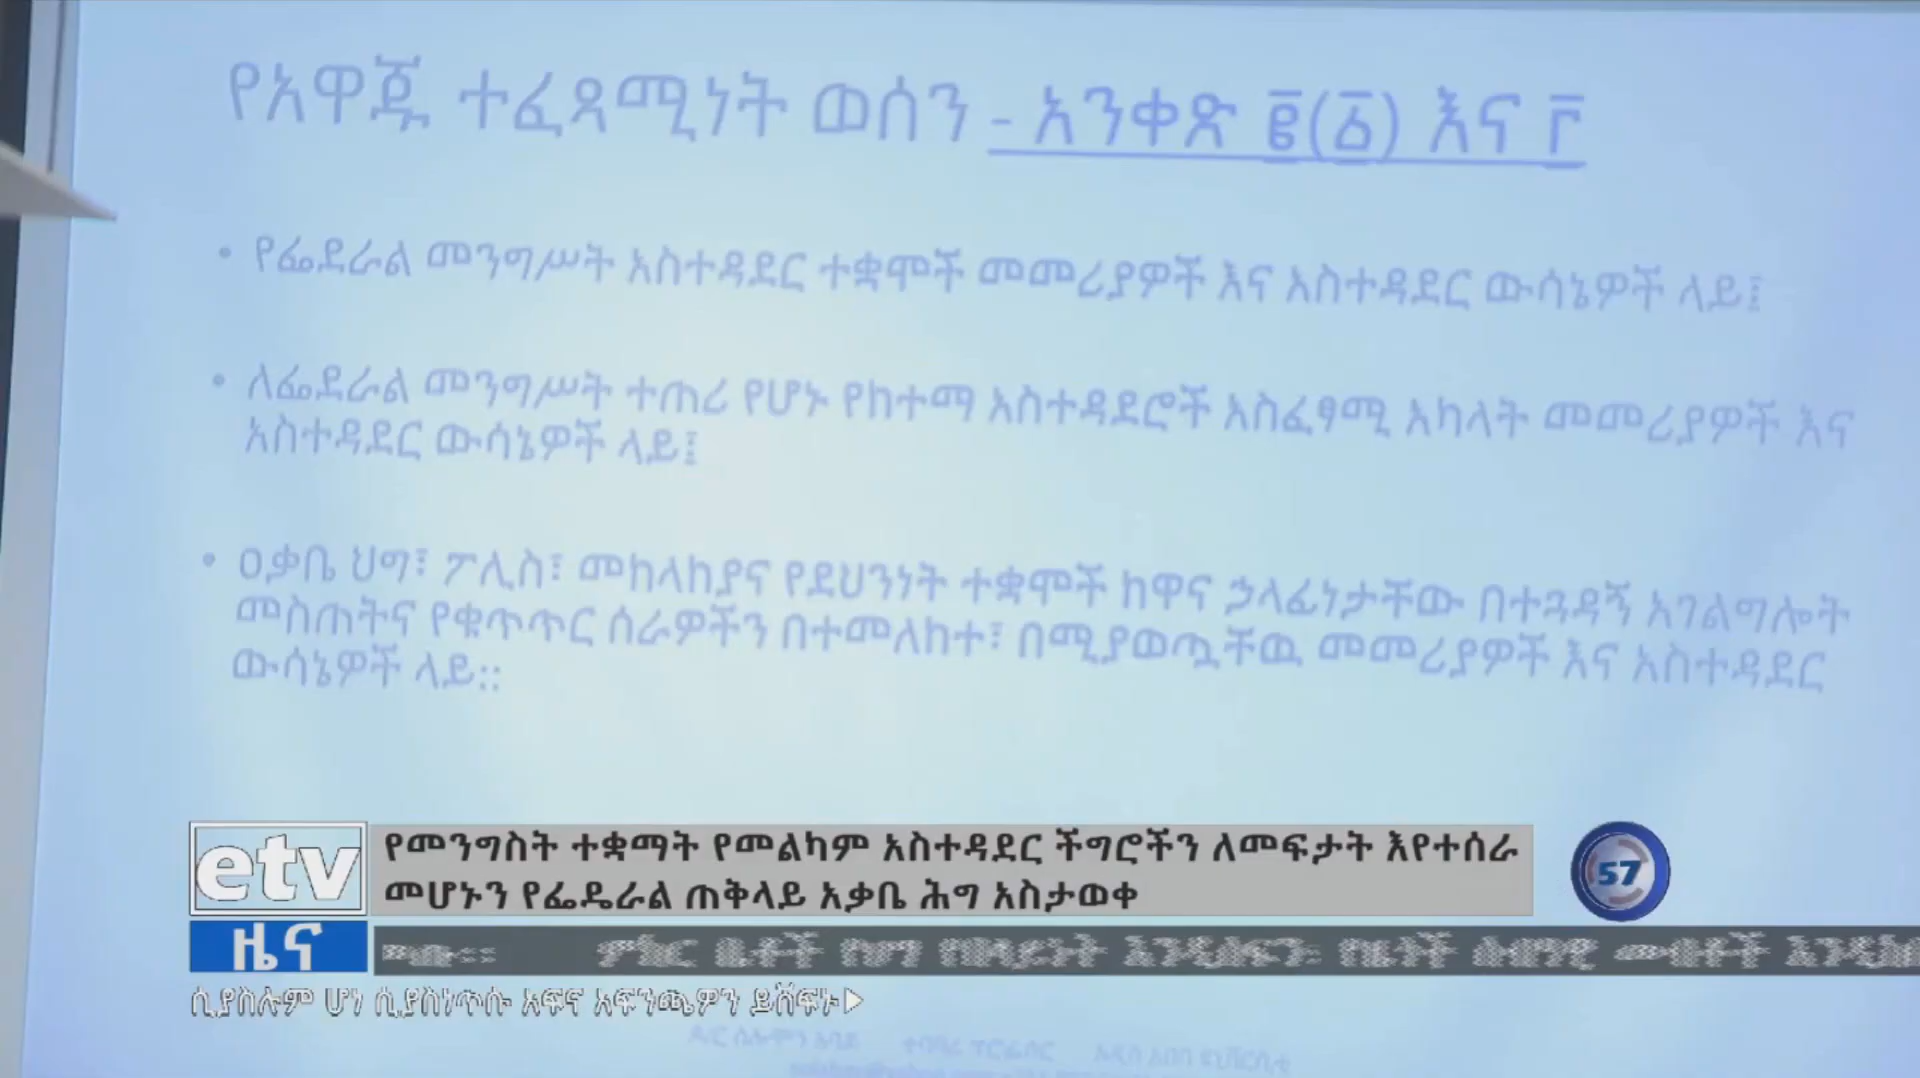 የአዋጁ ተፈጻሚነት ወሰን - አንቀጽ ፪(፩) እና ፫
• የፌደራል መንግሥት አስተዳደር ተቋሞች መመሪያዎች እና አስተዳደር ውሳኔዎች ላይ፤
• ለፌደራል መንግሥት ተጠሪ የሆኑ የከተማ አስተዳደሮች አስፈፃሚ አካላት መመሪያዎች እና
አስተዳደር ውሳኔዎች ላይ፤
• ዐቃቤ ህግ፣ ፖሊስ፣ መከላከያና የደህንነት ተቋሞች ከዋና ኃላፊነታቸው በተጓዳኝ አገልግሎት
መስጠትና የቁጥጥር ስራዎችን በተመለከተ፣ በሚያወጧቸዉ መመሪያዎች እና አስተዳደር
ውሳኔዎች ላይ።
etv
የመንግስት ተቋማት የመልካም አስተዳደር ችግሮችን ለመፍታት እየተሰራ
መሆኑን የፌዴራል ጠቅላይ አቃቤ ሕግ አስታወቀ
57
ዜና
ሲያስሉም ሆነ ሲያስነጥሱ አፍና አፍንጫዎን ይሸፍኑ